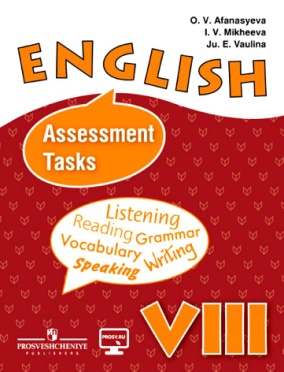 O. V. Afanasyeva
I. V. Mikheeva
Ju. E. Vaulina
ENGLISH
Assessment
Tasks
Listening
Reading Grammar
Vocabulary Writing
Speaking
PROSVESHCHENIYE
PUBLISHERS
PROSV.RU
VIII